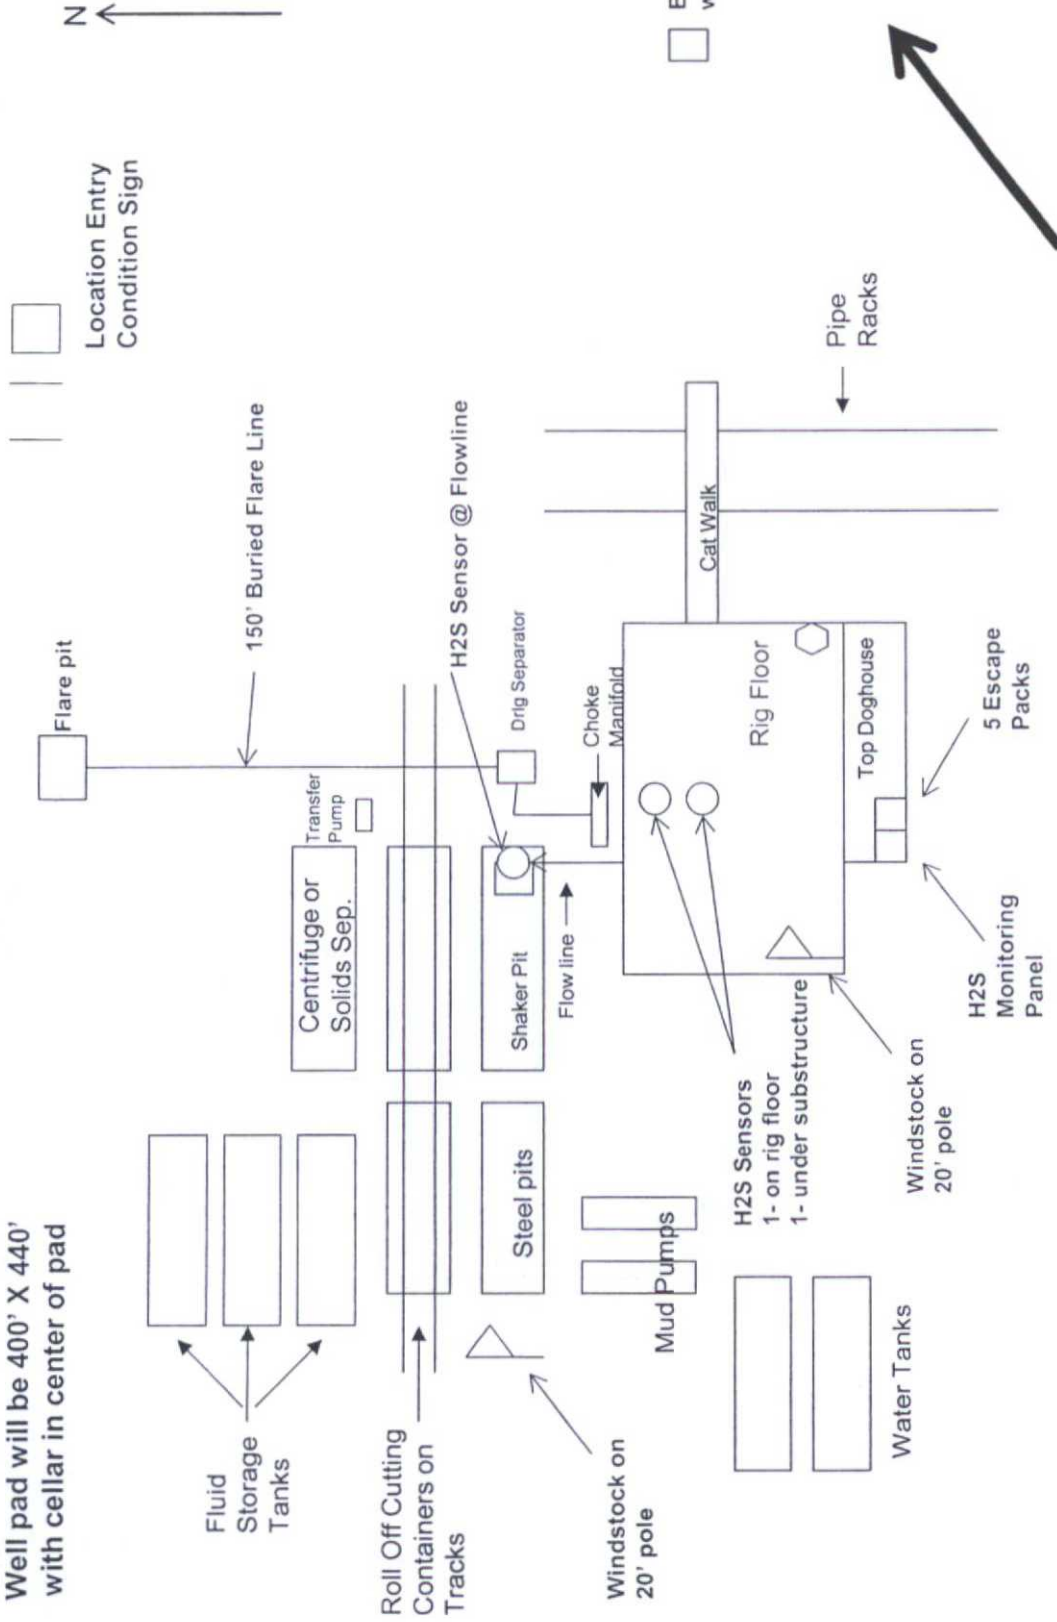 Well pad will be 400' X 440'
with cellar in center of pad
N
Location Entry
Condition Sign
Flare pit
150' Buried Flare Line
Fluid
Storage
Tanks
Centrifuge or
Solids Sep.
Transfer
Pump
H2S Sensor @ Flowline
Roll Off Cutting
Containers on
Tracks
Steel pits
Shaker Pit
Drlg Separator
Flow line
Choke
Manifold
Windstock on
20' pole
Mud Pumps
Cat Walk
Rig Floor
Pipe
Racks
H2S Sensors
1- on rig floor
1- under substructure
Top Doghouse
Water Tanks
Windstock on
20' pole
H2S
Monitoring
Panel
5 Escape
Packs